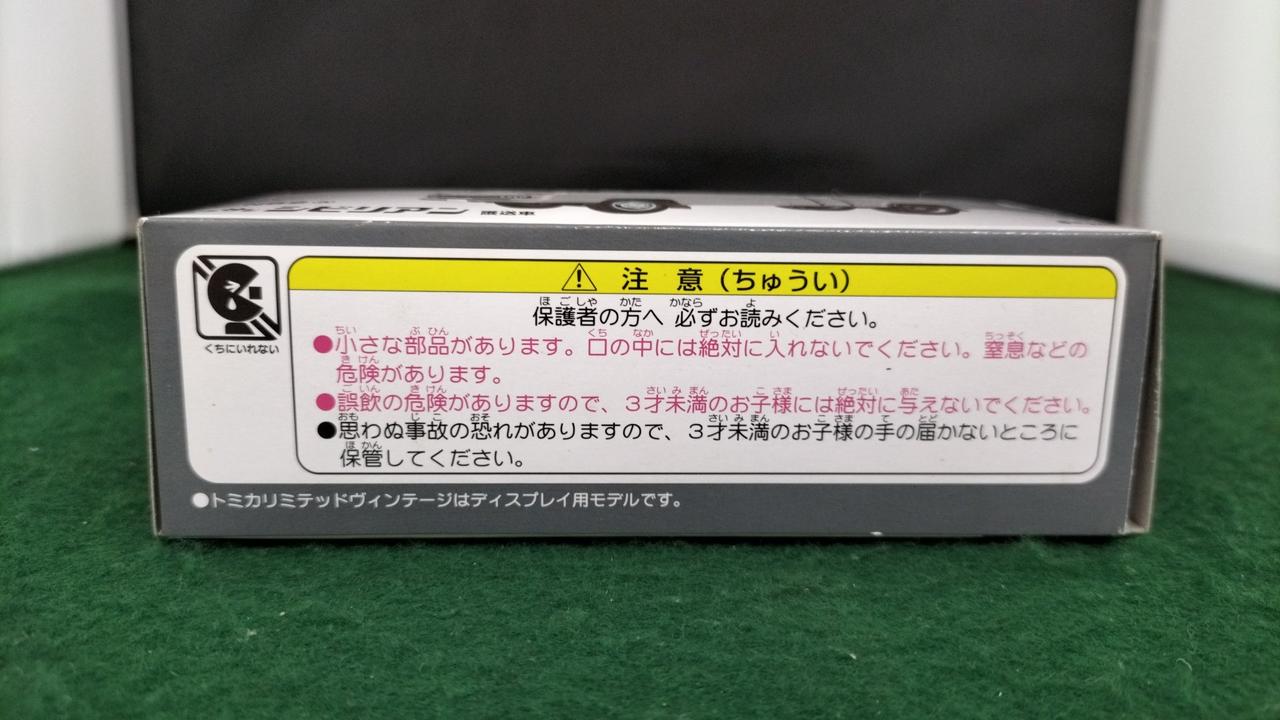 シビリアン 護送車
注 意（ちゅうい）
保護者の方へ 必ずお読みください。
くちにいれない
●小さな部品があります。口の中には絶対に入れないでください。窒息などの
危険があります。
●誤飲の危険がありますので、３才未満のお子様には絶対に与えないでください。
●思わぬ事故の恐れがありますので、３才未満のお子様の手の届かないところに
保管してください。
●トミカリミテッドヴィンテージはディスプレイ用モデルです。